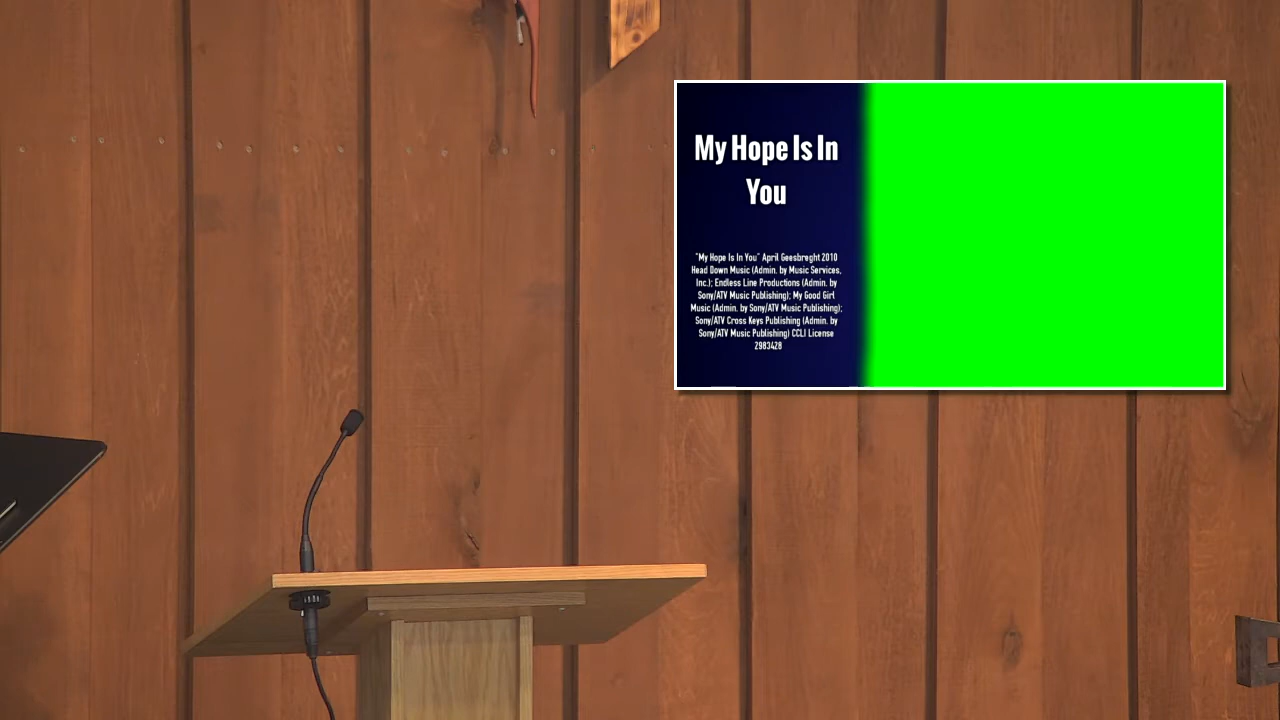 My Hope Is In
You
"My Hope Is In You" April Geesbreght 2010
Head Down Music (Admin. by Music Services,
Inc.); Endless Line Productions (Admin. by
Sony/ATV Music Publishing); My Good Girl
Music (Admin. by Sony/ATV Music Publishing);
Sony/ATV Cross Keys Publishing (Admin. by
Sony/ATV Music Publishing) CCLI License
2983428